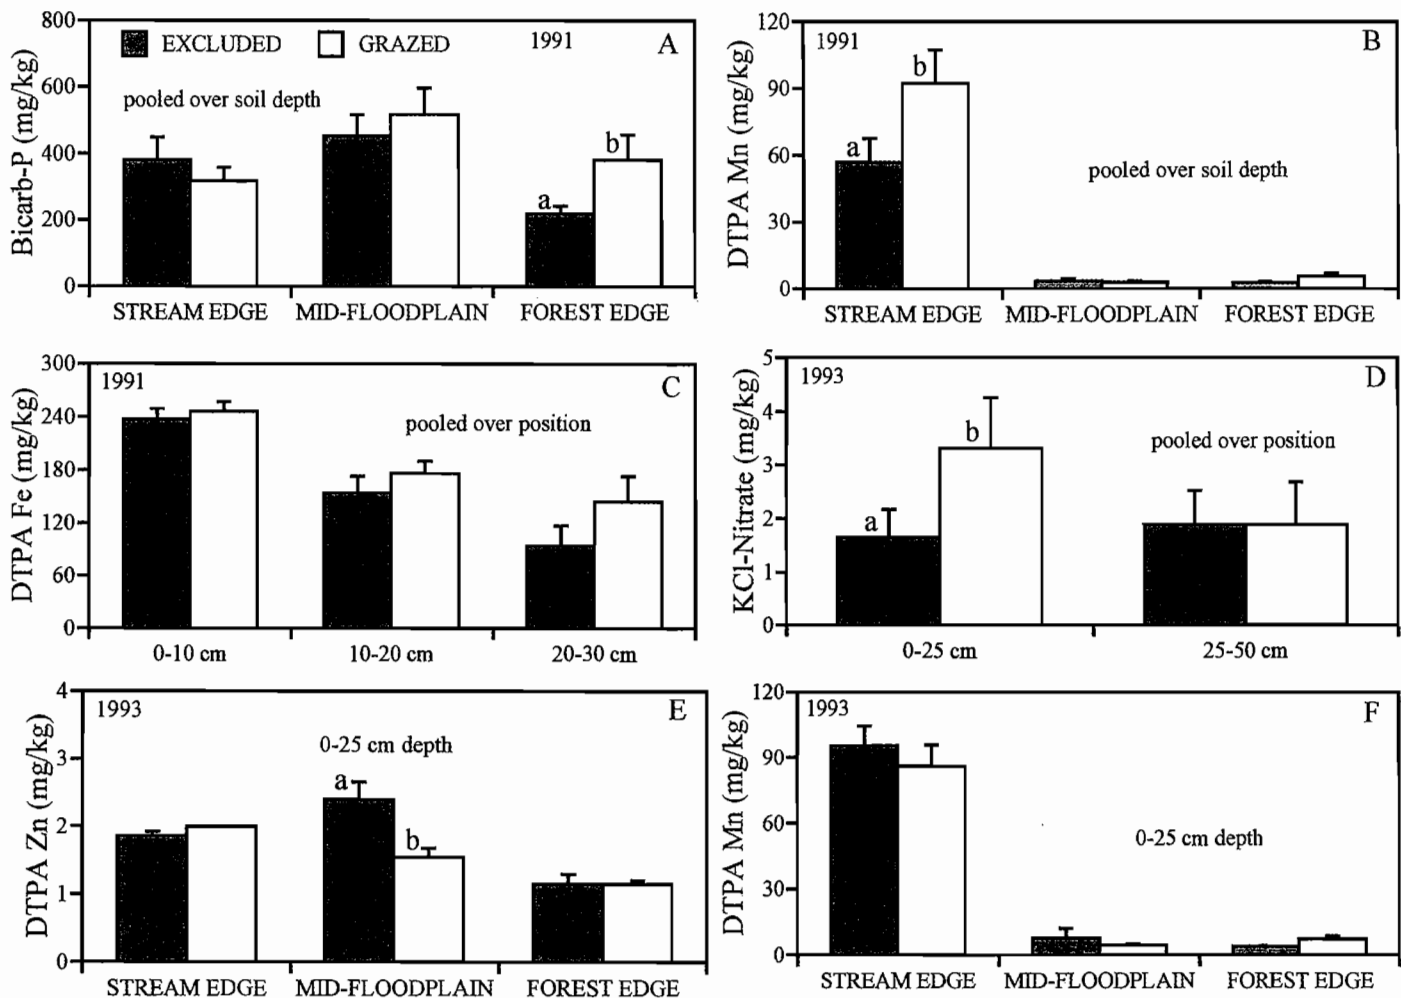 800
600
400
200
0
Bicarb-P (mg/kg)
EXCLUDED GRAZED 1991 A
pooled over soil depth
a b
STREAM EDGE MID-FLOODPLAIN FOREST EDGE
120
90
60
30
0
DTPA Mn (mg/kg)
1991 B
a b
pooled over soil depth
STREAM EDGE MID-FLOODPLAIN FOREST EDGE
300
240
180
120
60
0
DTPA Fe (mg/kg)
1991 C
pooled over position
0-10 cm 10-20 cm 20-30 cm
5
4
3
2
1
0
KCl-Nitrate (mg/kg)
1993 D
a b
pooled over position
0-25 cm 25-50 cm
4
3
2
1
0
DTPA Zn (mg/kg)
1993 E
0-25 cm depth
a b
STREAM EDGE MID-FLOODPLAIN FOREST EDGE
120
90
60
30
0
DTPA Mn (mg/kg)
1993 F
0-25 cm depth
STREAM EDGE MID-FLOODPLAIN FOREST EDGE